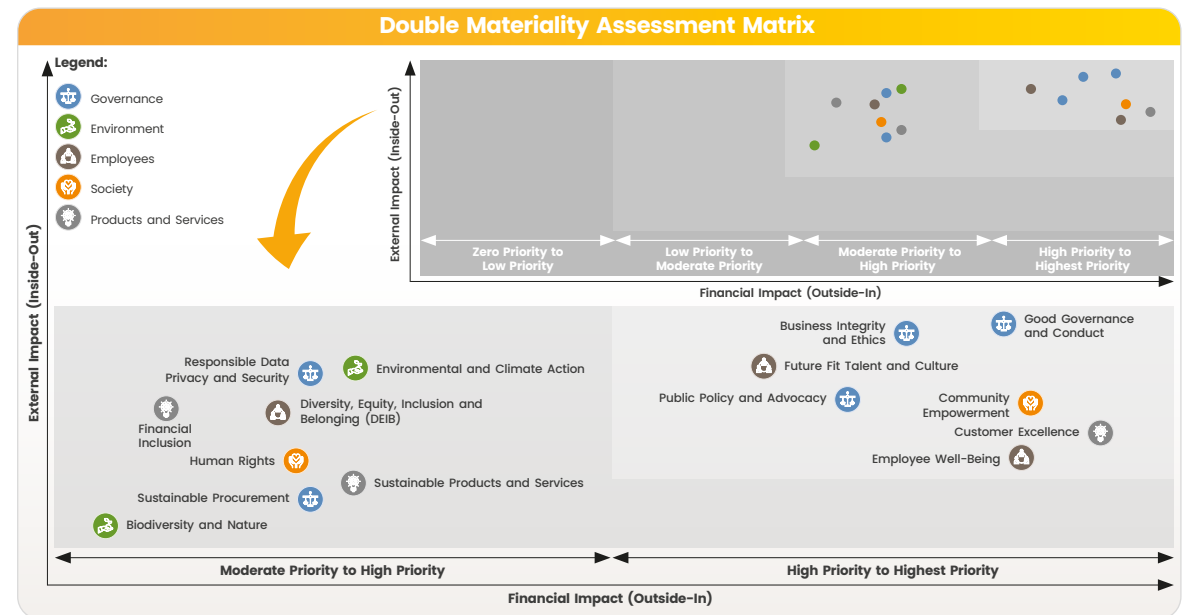 Double Materiality Assessment Matrix
Legend:
Governance
Environment
Employees
Society
Products and Services
External Impact (Inside-Out)
External Impact (Inside-Out)
Zero Priority to
Low Priority
Low Priority to
Moderate Priority
Moderate Priority to
High Priority
High Priority to
Highest Priority
Financial Impact (Outside-In)
Responsible Data
Privacy and Security
Environmental and Climate Action
Financial
Inclusion
Diversity, Equity, Inclusion and
Belonging (DEIB)
Human Rights
Sustainable Products and Services
Sustainable Procurement
Biodiversity and Nature
Business Integrity
and Ethics
Good Governance
and Conduct
Future Fit Talent and Culture
Public Policy and Advocacy
Community
Empowerment
Customer Excellence
Employee Well-Being
Moderate Priority to High Priority
High Priority to Highest Priority
Financial Impact (Outside-In)